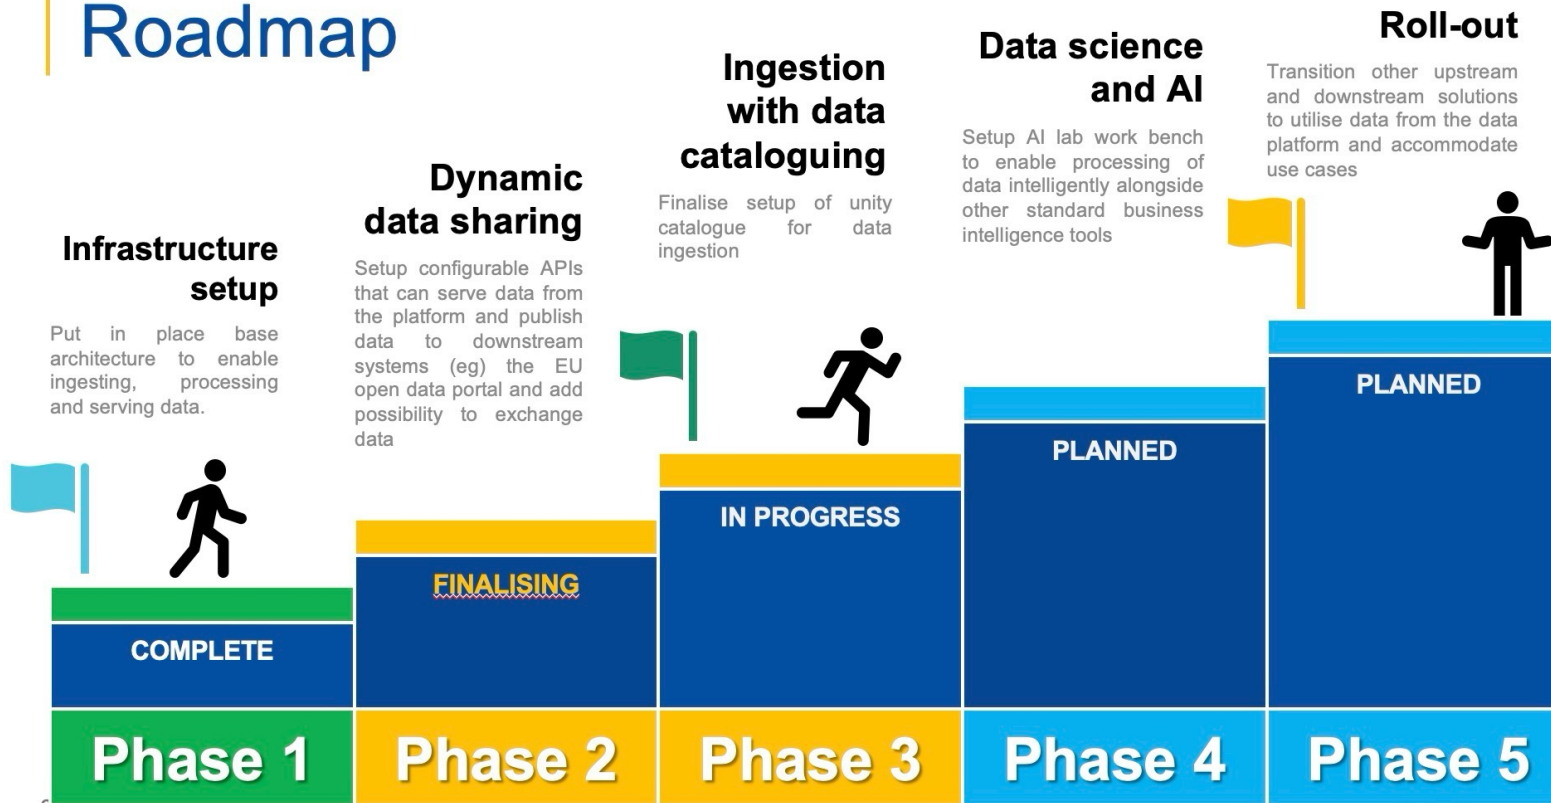 Roadmap
Infrastructure
setup
Put in place base
architecture to enable
ingesting, processing
and serving data.
COMPLETE
Phase 1
Dynamic
data sharing
Setup configurable APIs
that can serve data from
the platform and publish
data to downstream
systems (eg) the EU
open data portal and add
possibility to exchange
data
FINALISING
Phase 2
Ingestion
with data
cataloguing
Finalise setup of unity
catalogue for data
ingestion
IN PROGRESS
Phase 3
Data science
and AI
Setup AI lab work bench
to enable processing of
data intelligently alongside
other standard business
intelligence tools
PLANNED
Phase 4
Roll-out
Transition other upstream
and downstream solutions
to utilise data from the data
platform and accommodate
use cases
PLANNED
Phase 5